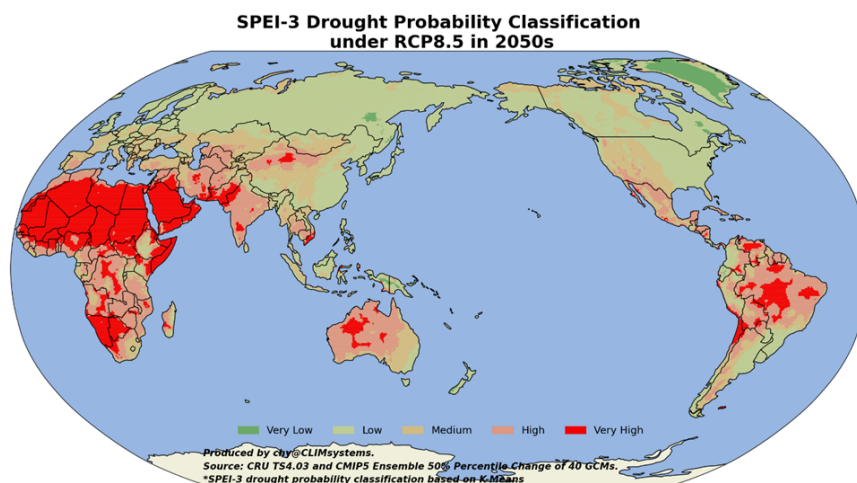 SPEI-3 Drought Probability Classification
under RCP8.5 in 2050s
Very Low Low Medium High Very High
Produced by chy@CLIMsystems.
Source: CRU TS4.03 and CMIP5 Ensemble 50% Percentile Change of 40 GCMs.
*SPEI-3 drought probability classification based on K Means